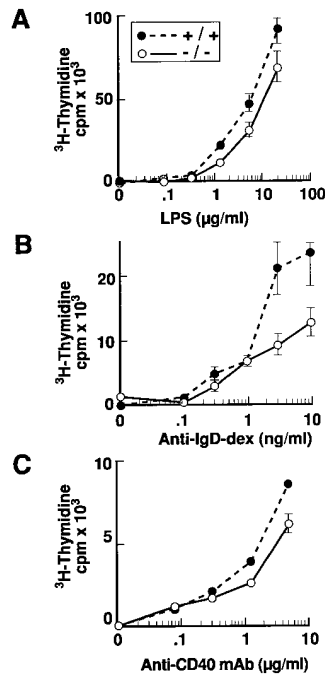 A
100
50
0
³H-Thymidine
cpm x 10³
+ / +
- / -
0 .1 1 10 100
LPS (µg/ml)
B
20
10
0
³H-Thymidine
cpm x 10³
0 0.1 1 10
Anti-IgD-dex (ng/ml)
C
10
5
0
³H-Thymidine
cpm x 10³
0 .1 1 10
Anti-CD40 mAb (µg/ml)